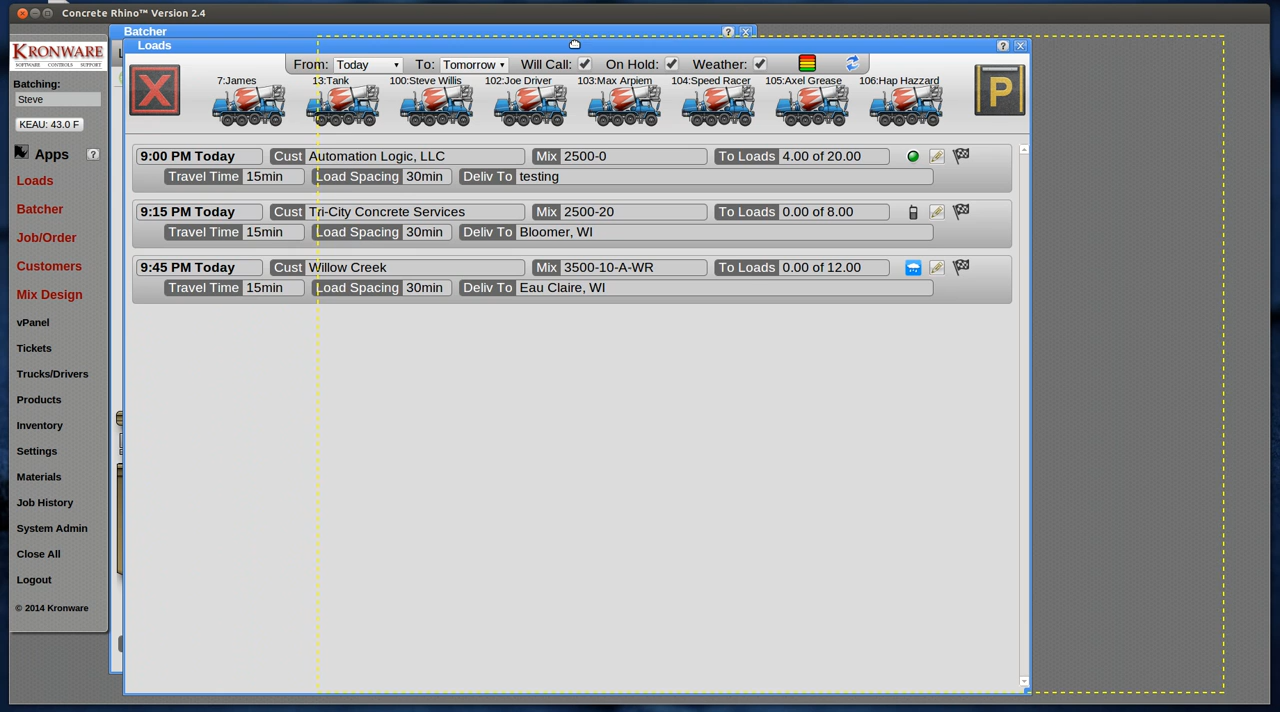 Concrete Rhino™ Version 2.4
Batcher
?
Loads
?
KRONWARE
SOFTWARE CONTROLS SUPPORT
Batching:
Steve
KEAU: 43.0 F
Apps ?
Loads
Batcher
Job/Order
Customers
Mix Design
vPanel
Tickets
Trucks/Drivers
Products
Inventory
Settings
Materials
Job History
System Admin
Close All
Logout
© 2014 Kronware
From: Today To: Tomorrow Will Call: On Hold: Weather:
X
7:James 13:Tank 100:Steve Willis 102:Joe Driver 103:Max Arpiem 104:Speed Racer 105:Axel Grease 106:Hap Hazzard
P
9:00 PM Today Cust Automation Logic, LLC Mix 2500-0 To Loads 4.00 of 20.00
Travel Time 15min Load Spacing 30min Deliv To testing
9:15 PM Today Cust Tri-City Concrete Services Mix 2500-20 To Loads 0.00 of 8.00
Travel Time 15min Load Spacing 30min Deliv To Bloomer, WI
9:45 PM Today Cust Willow Creek Mix 3500-10-A-WR To Loads 0.00 of 12.00
Travel Time 15min Load Spacing 30min Deliv To Eau Claire, WI